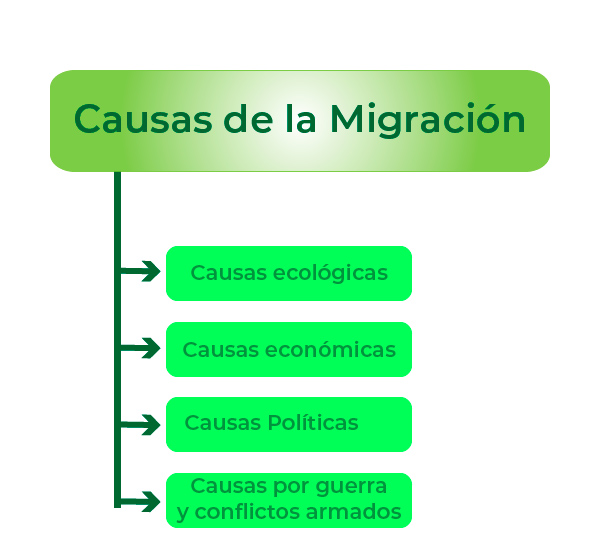 Causas de la Migración
Causas ecológicas
Causas económicas
Causas Políticas
Causas por guerra
y conflictos armados